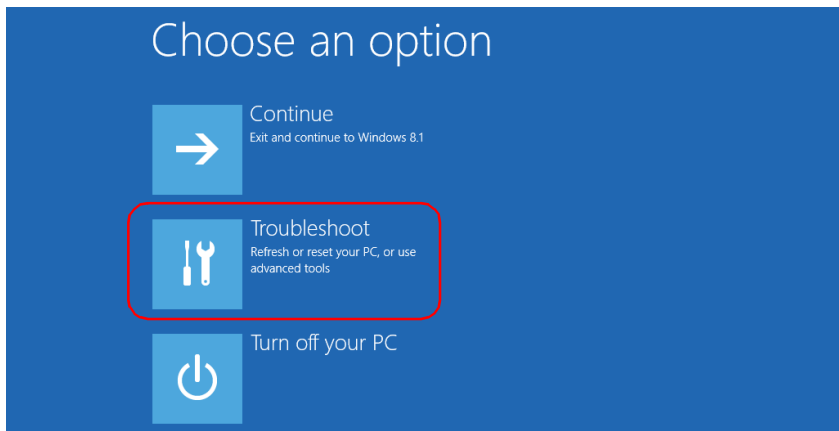 Choose an option
Continue
Exit and continue to Windows 8.1
Troubleshoot
Refresh or reset your PC, or use
advanced tools
Turn off your PC